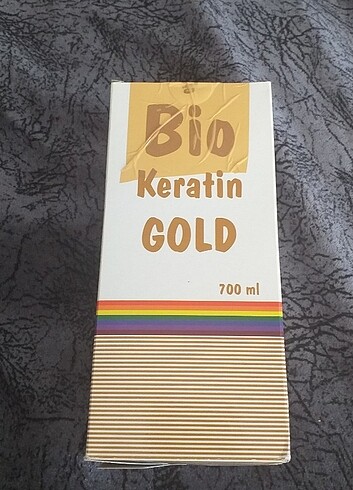 Bio
Keratin
GOLD
700 ml